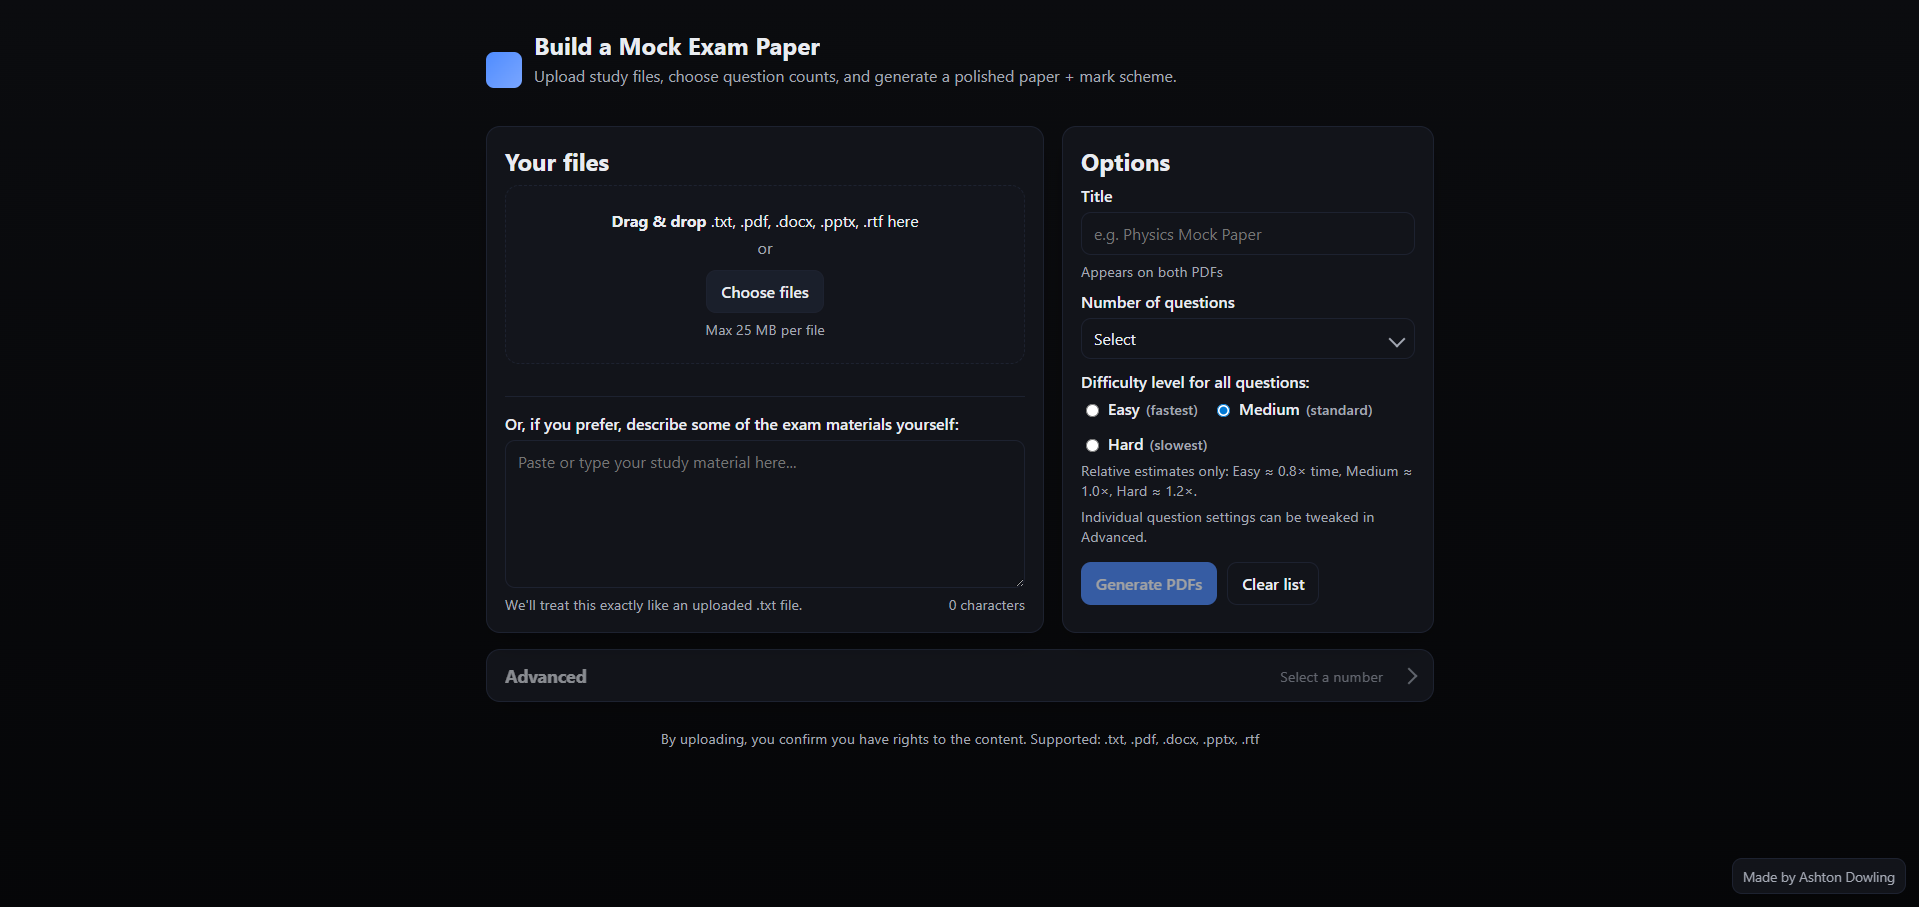 Build a Mock Exam Paper
Upload study files, choose question counts, and generate a polished paper + mark scheme.
Your files
Drag & drop .txt, .pdf, .docx, .pptx, .rtf here
or
Choose files
Max 25 MB per file
Or, if you prefer, describe some of the exam materials yourself:
Paste or type your study material here...
We'll treat this exactly like an uploaded .txt file.
0 characters
Options
Title
e.g. Physics Mock Paper
Appears on both PDFs
Number of questions
Select
Difficulty level for all questions:
Easy (fastest) Medium (standard)
Hard (slowest)
Relative estimates only: Easy ≈ 0.8× time, Medium ≈
1.0×, Hard ≈ 1.2×.
Individual question settings can be tweaked in
Advanced.
Generate PDFs
Clear list
Advanced
Select a number
By uploading, you confirm you have rights to the content. Supported: .txt, .pdf, .docx, .pptx, .rtf
Made by Ashton Dowling